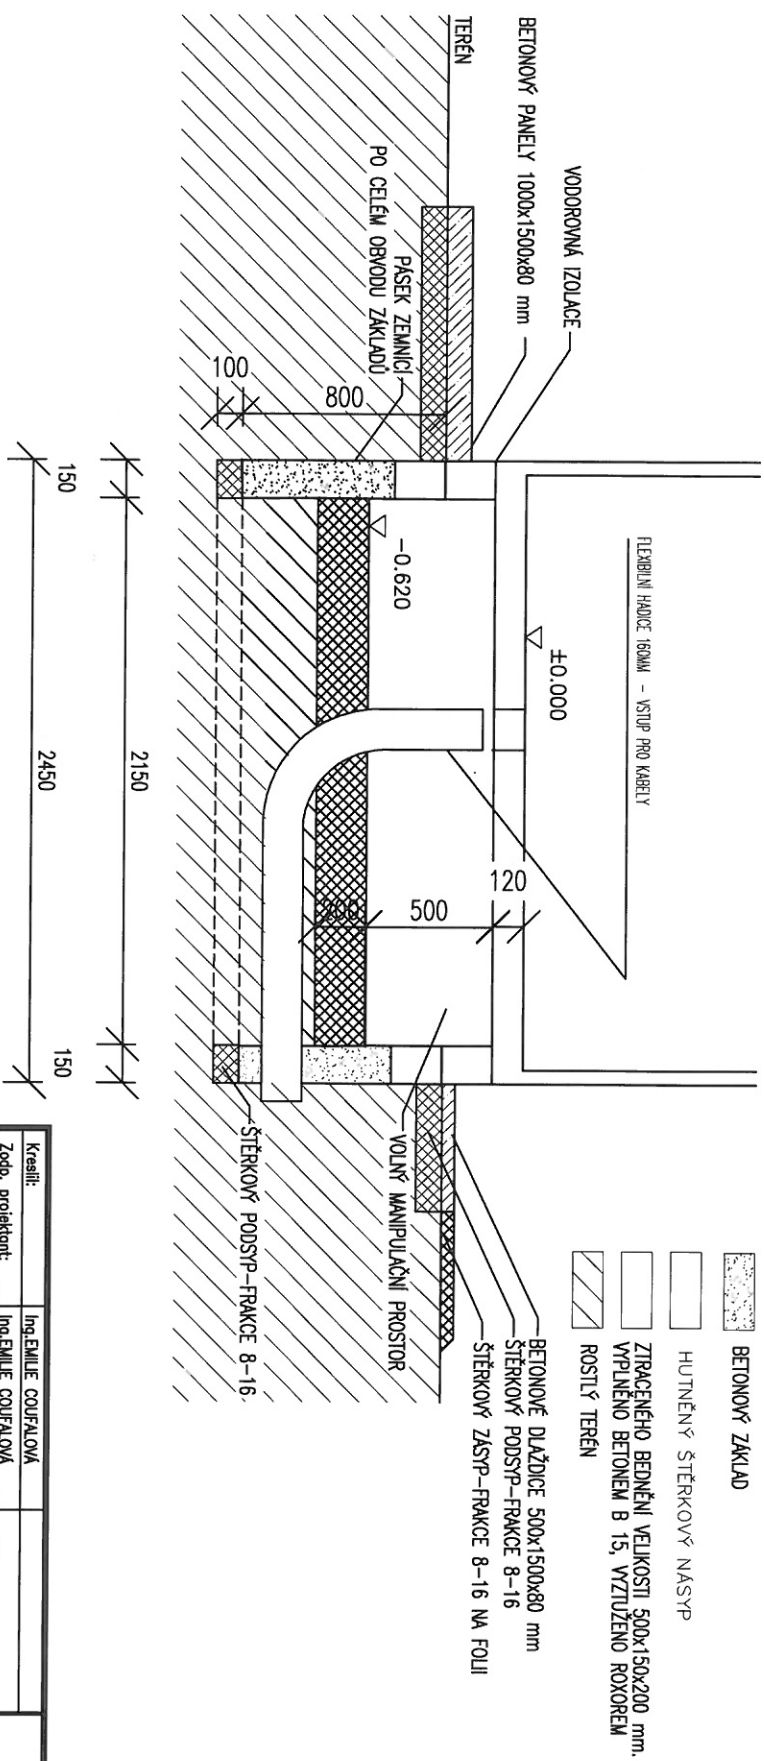 TERÉN
BETONOVÝ PANELY 1000x1500x80 mm
VODOROVNÁ IZOLACE
PÁSEK ZEMNÍCÍ
PO CELÉM OBVODU ZÁKLADŮ
100
800
150
2150
150
2450
-0.620
±0.000
FLEXIBILNÍ HADICE 160MM - VSTUP PRO KABELY
120
500
200
VOLNÝ MANIPULAČNÍ PROSTOR
ŠTĚRKOVÝ PODSYP-FRAKCE 8-16
BETONOVÉ DLAŽDICE 500x1500x80 mm
ŠTĚRKOVÝ PODSYP-FRAKCE 8-16
ŠTĚRKOVÝ ZÁSYP-FRAKCE 8-16 NA FOLII
BETONOVÝ ZÁKLAD
HUTNĚNÝ ŠTĚRKOVÝ NÁSYP
ZTRACENÉHO BEDNĚNÍ VELIKOSTI 500x150x200 mm.
VYPLNĚNO BETONEM B 15, VYZTUŽENO ROXOREM
ROSTLÝ TERÉN
Kreslil:
Ing.EMILIE COUFALOVÁ
Zodp. projektant:
Ing.EMILIE COUFALOVÁ